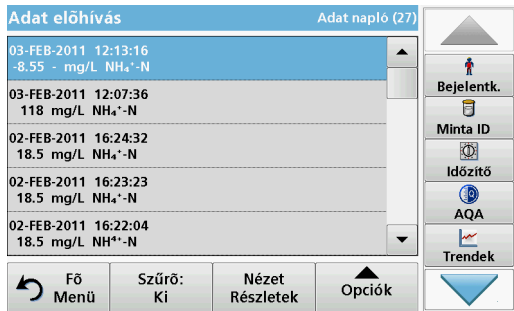 Adat elõhívás
Adat napló (27)
03-FEB-2011 12:13:16
-8.55 - mg/L NH₄⁺-N
03-FEB-2011 12:07:36
118 mg/L NH₄⁺-N
02-FEB-2011 16:24:32
18.5 mg/L NH₄⁺-N
02-FEB-2011 16:23:23
18.5 mg/L NH₄⁺-N
02-FEB-2011 16:22:04
18.5 mg/L NH⁴⁺-N
Bejelentk.
Minta ID
Időzítő
AQA
Trendek
Fõ
Menü
Szűrõ:
Ki
Nézet
Részletek
Opciók